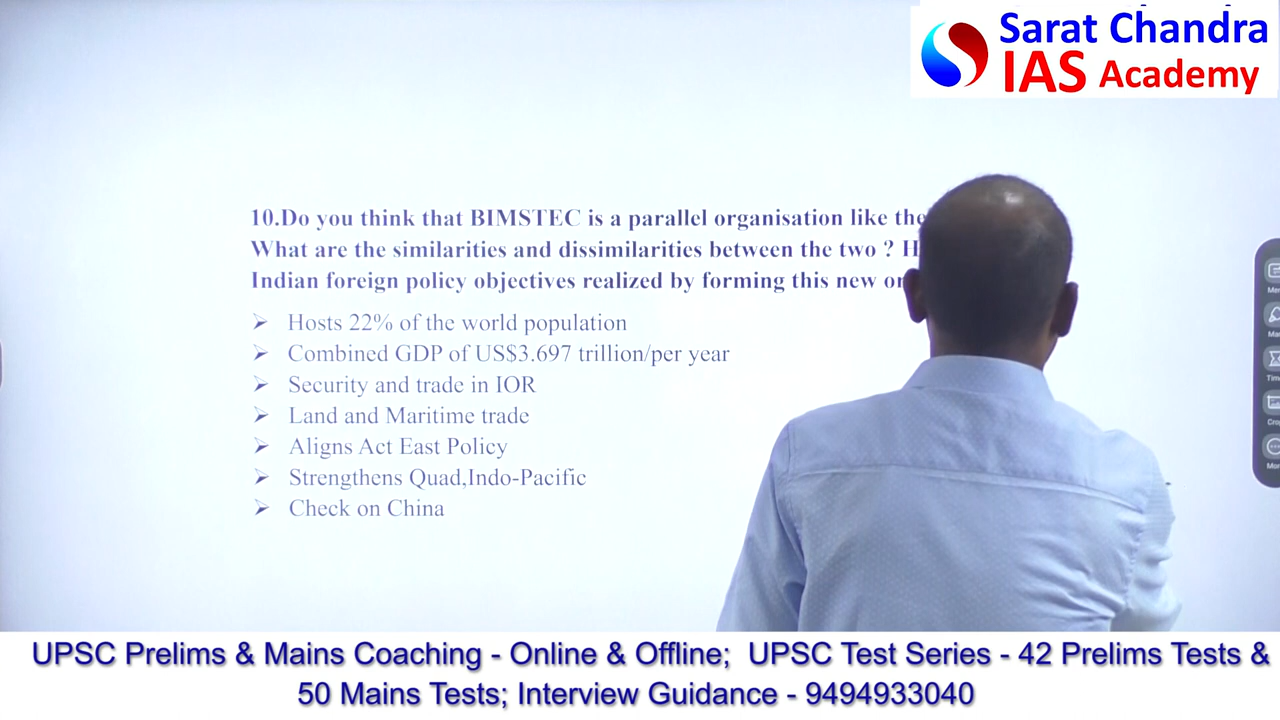 Sarat Chandra
IAS Academy
10.Do you think that BIMSTEC is a parallel organisation like the
What are the similarities and dissimilarities between the two ?
Indian foreign policy objectives realized by forming this new
➢ Hosts 22% of the world population
➢ Combined GDP of US$3.697 trillion/per year
➢ Security and trade in IOR
➢ Land and Maritime trade
➢ Aligns Act East Policy
➢ Strengthens Quad,Indo-Pacific
➢ Check on China
UPSC Prelims & Mains Coaching - Online & Offline; UPSC Test Series - 42 Prelims Tests &
50 Mains Tests; Interview Guidance - 9494933040